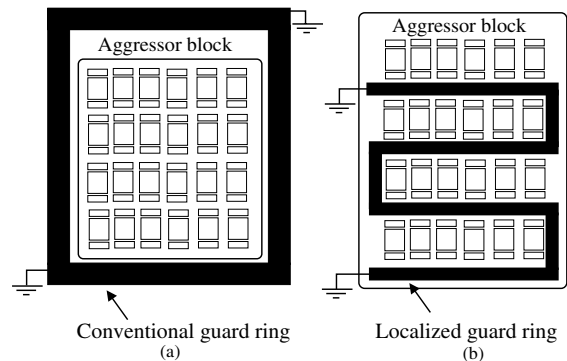 Aggressor block
Aggressor block
Conventional guard ring
(a)
Localized guard ring
(b)